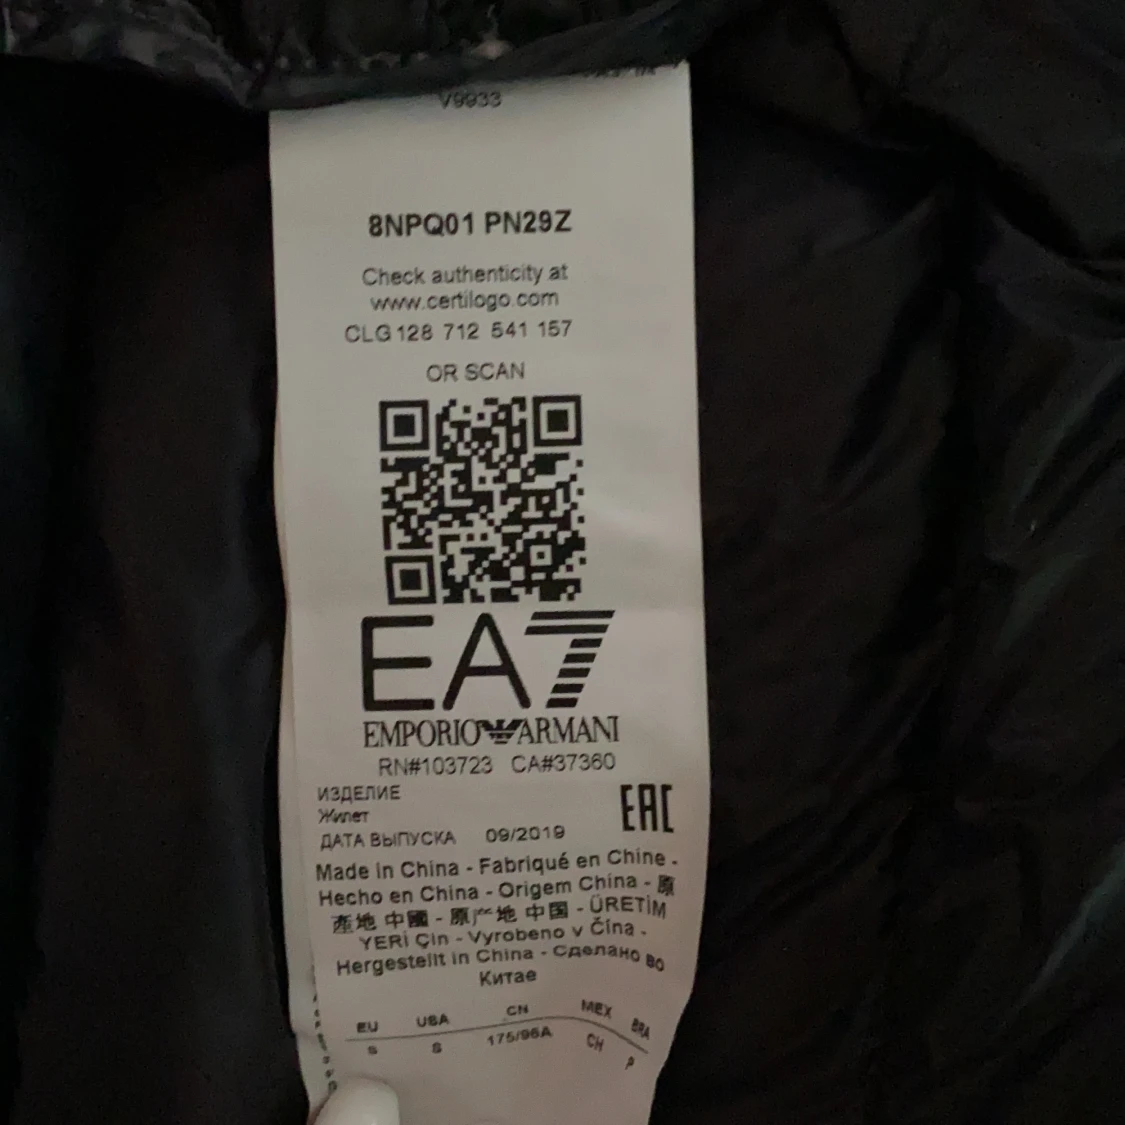 V9933
8NPQ01 PN29Z
Check authenticity at
www.certilogo.com
CLG 128 712 541 157
OR SCAN
EA7
EMPORIO ARMANI
RN#103723 CA#37360
ИЗДЕЛИЕ
Жилет
ДАТА ВЫПУСКА 09/2019
EAC
Made in China - Fabriqué en Chine -
Hecho en China - Origem China - 原
產地 中國 - 原 地 中国 - ÜRETİM
YERİ Çin - Vyrobeno v Čína -
Hergestellt in China - Сделано во
Китае
EU USA CN MEX BRA
S S 175/96A CH P